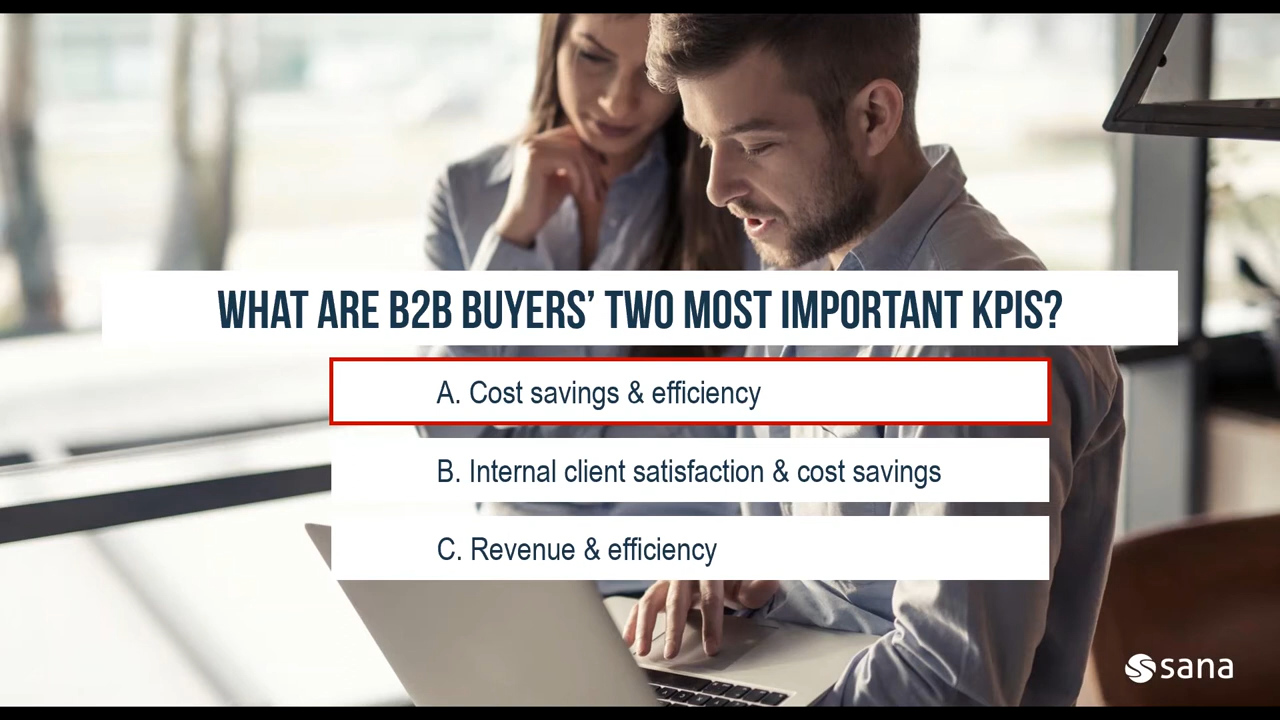 WHAT ARE B2B BUYERS’ TWO MOST IMPORTANT KPIS?
A. Cost savings & efficiency
B. Internal client satisfaction & cost savings
C. Revenue & efficiency
sana